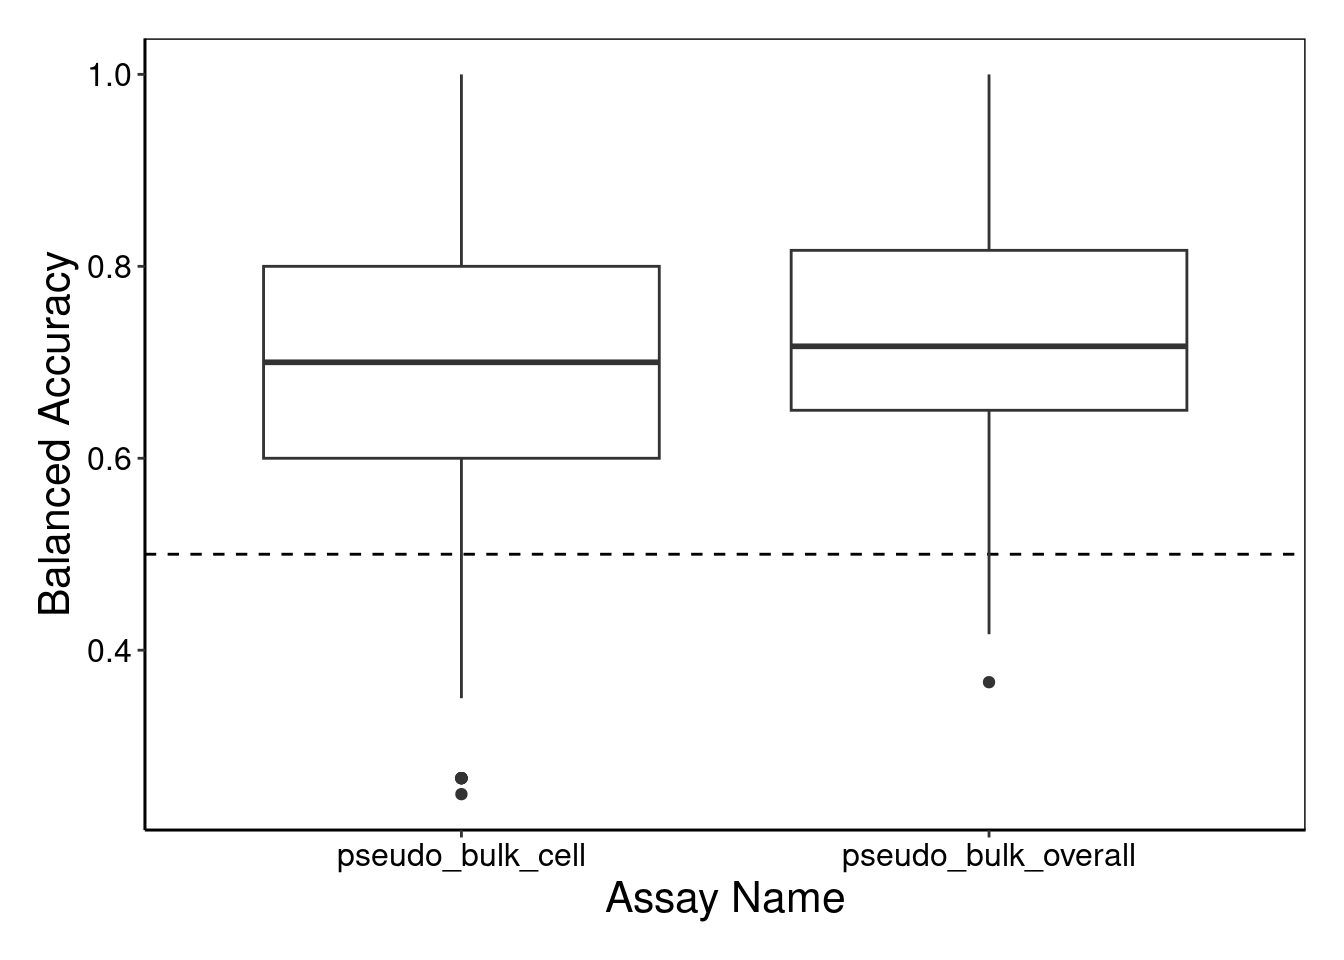 Balanced Accuracy
1.0
0.8
0.6
0.4
pseudo_bulk_cell
pseudo_bulk_overall
Assay Name